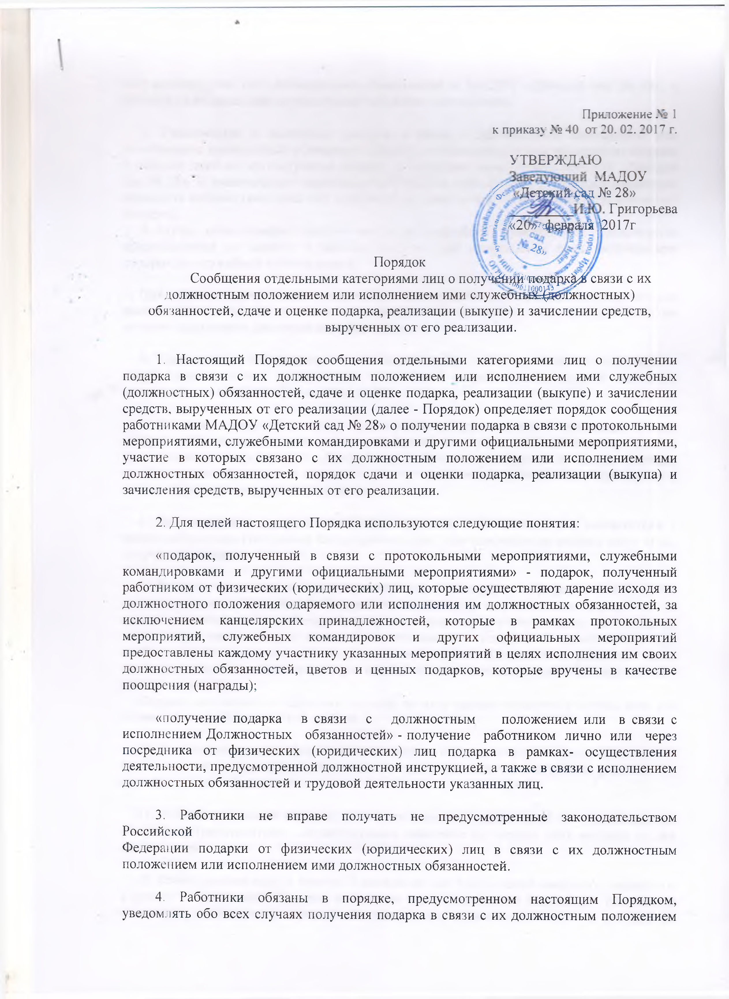 Приложение № 1
к приказу № 40 от 20. 02. 2017 г.
УТВЕРЖДАЮ
Заведующий МАДОУ
«Детский сад № 28»
И.Ю. Григорьева
«20» февраля 2017г
сад
№ 28»
Порядок
Сообщения отдельными категориями лиц о получении подарка в связи с их
должностным положением или исполнением ими служебных (должностных)
обязанностей, сдаче и оценке подарка, реализации (выкупе) и зачислении средств,
вырученных от его реализации.
1. Настоящий Порядок сообщения отдельными категориями лиц о получении
подарка в связи с их должностным положением или исполнением ими служебных
(должностных) обязанностей, сдаче и оценке подарка, реализации (выкупе) и зачислении
средств, вырученных от его реализации (далее - Порядок) определяет порядок сообщения
работниками МАДОУ «Детский сад № 28» о получении подарка в связи с протокольными
мероприятиями, служебными командировками и другими официальными мероприятиями,
участие в которых связано с их должностным положением или исполнением ими
должностных обязанностей, порядок сдачи и оценки подарка, реализации (выкупа) и
зачисления средств, вырученных от его реализации.
2. Для целей настоящего Порядка используются следующие понятия:
«подарок, полученный в связи с протокольными мероприятиями, служебными
командировками и другими официальными мероприятиями» - подарок, полученный
работником от физических (юридических) лиц, которые осуществляют дарение исходя из
должностного положения одаряемого или исполнения им должностных обязанностей, за
исключением канцелярских принадлежностей, которые в рамках протокольных
мероприятий, служебных командировок и других официальных мероприятий
предоставлены каждому участнику указанных мероприятий в целях исполнения им своих
должностных обязанностей, цветов и ценных подарков, которые вручены в качестве
поощрения (награды);
«получение подарка в связи с должностным положением или в связи с
исполнением Должностных обязанностей» - получение работником лично или через
посредника от физических (юридических) лиц подарка в рамках- осуществления
деятельности, предусмотренной должностной инструкцией, а также в связи с исполнением
должностных обязанностей и трудовой деятельности указанных лиц.
3. Работники не вправе получать не предусмотренные законодательством
Российской
Федерации подарки от физических (юридических) лиц в связи с их должностным
положением или исполнением ими должностных обязанностей.
4. Работники обязаны в порядке, предусмотренном настоящим Порядком,
уведомлять обо всех случаях получения подарка в связи с их должностным положением